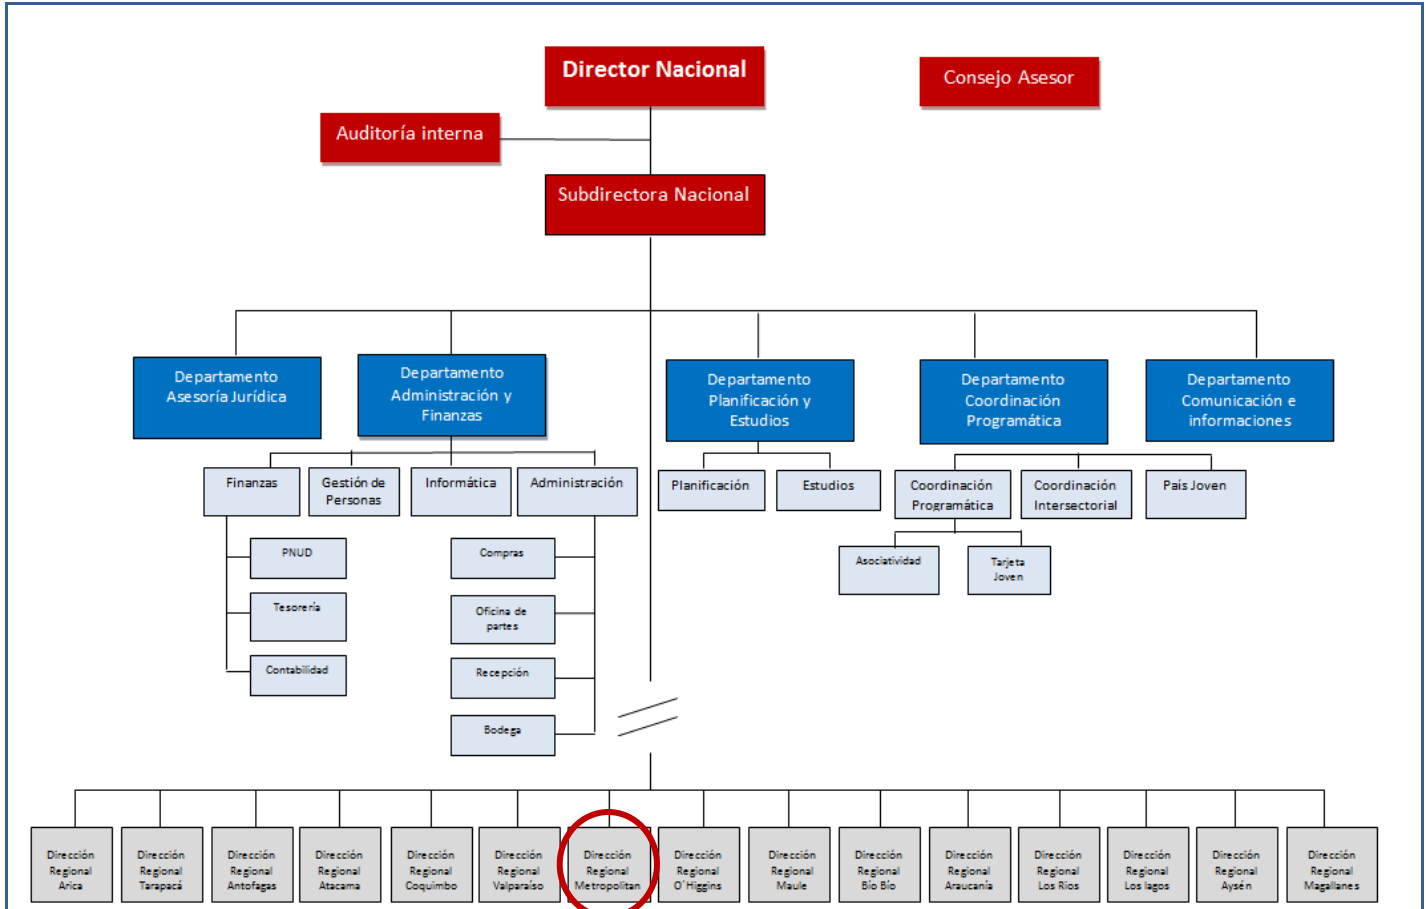 Director Nacional
Consejo Asesor
Auditoría interna
Subdirectora Nacional
Departamento
Asesoría Jurídica
Departamento
Administración y
Finanzas
Departamento
Planificación y
Estudios
Departamento
Coordinación
Programática
Departamento
Comunicación e
informaciones
Finanzas
Gestión de
Personas
Informática
Administración
Planificación
Estudios
Coordinación
Programática
Coordinación
Intersectorial
País Joven
PNUD
Tesorería
Contabilidad
Compras
Oficina de
partes
Recepción
Bodega
Asociatividad
Tarjeta
Joven
Dirección
Regional
Arica
Dirección
Regional
Tarapacá
Dirección
Regional
Antofagas
Dirección
Regional
Atacama
Dirección
Regional
Coquimbo
Dirección
Regional
Valparaíso
Dirección
Regional
Metropolitan
Dirección
Regional
O´Higgins
Dirección
Regional
Maule
Dirección
Regional
Bío Bío
Dirección
Regional
Araucanía
Dirección
Regional
Los Rios
Dirección
Regional
Los lagos
Dirección
Regional
Aysén
Dirección
Regional
Magallanes